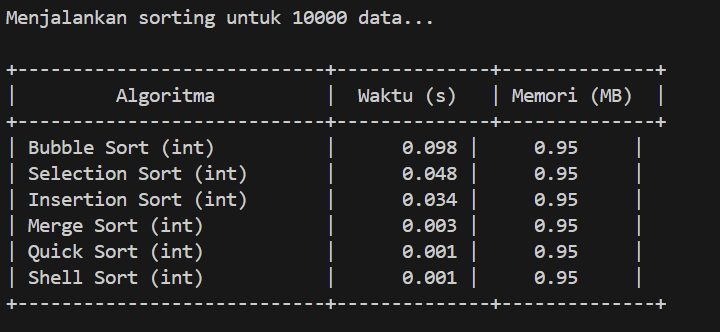 Menjalankan sorting untuk 10000 data...
+----------------------------+--------------+--------------+
|         Algoritma          |  Waktu (s)   | Memori (MB)  |
+----------------------------+--------------+--------------+
| Bubble Sort (int)          |      0.098 |     0.95     |
| Selection Sort (int)       |      0.048 |     0.95     |
| Insertion Sort (int)       |      0.034 |     0.95     |
| Merge Sort (int)           |      0.003 |     0.95     |
| Quick Sort (int)           |      0.001 |     0.95     |
| Shell Sort (int)           |      0.001 |     0.95     |
+----------------------------+--------------+--------------+